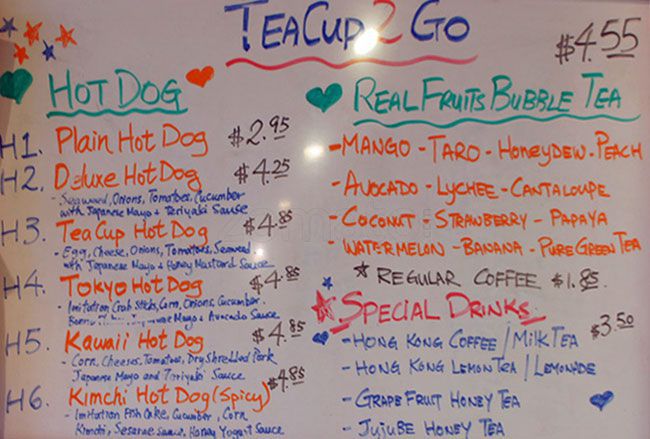 TEACUP 2 GO
HOT DOG
H1. Plain Hot Dog $2.95
H2. Deluxe Hot Dog $4.25
- Seaweed, Onions, Tomatoes, Cucumber
with Japanese Mayo + Teriyaki Sause
H3. Tea Cup Hot Dog $4.85
- Egg, Cheese, Onions, Tomatoes, Seaweed
with Japanese Mayo + Honey Mustard Sauce
H4. Tokyo Hot Dog $4.85
- Imitation Crab Sticks, Corn, Onions, Cucumber
Japanese Mayo + Avocado Sauce
H5. Kawaii Hot Dog $4.85
- Corn, Cheeses, Tomatoes, Dry Shredded Pork
Japanese Mayo and Teriyaki Sauce
H6. Kimchi Hot Dog (Spicy) $4.85
- Imitation Fish Cake, Cucumber, Corn
Kimchi, Sesame Sauce, Honey Yogurt Sauce
$4.55
REAL FRUITS BUBBLE TEA
- MANGO - TARO - HONEYDEW - PEACH
- AVOCADO - LYCHEE - CANTALOUPE
- COCONUT - STRAWBERRY - PAPAYA
- WATERMELON - BANANA - PURE GREEN TEA
* REGULAR COFFEE $1.85
SPECIAL DRINKS $3.50
- HONG KONG COFFEE / MILK TEA
- HONG KONG LEMON TEA / LEMONADE
- GRAPE FRUIT HONEY TEA
- JUJUBE HONEY TEA